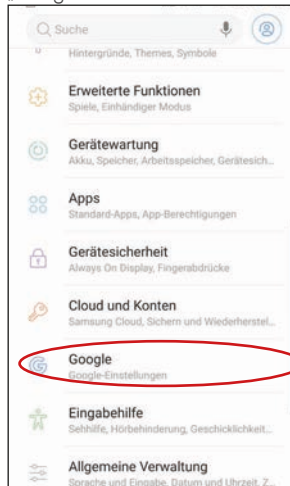 Suche
Hintergründe, Themes, Symbole
Erweiterte Funktionen
Spiele, Einhändiger Modus
Gerätewartung
Akku, Speicher, Arbeitsspeicher, Gerätesich...
Apps
Standard-Apps, App-Berechtigungen
Gerätesicherheit
Always On Display, Fingerabdrücke
Cloud und Konten
Samsung Cloud, Sichern und Wiederherstel...
Google
Google-Einstellungen
Eingabehilfe
Sehhilfe, Hörbehinderung, Geschicklichkeit...
Allgemeine Verwaltung
Sprache und Eingabe, Datum und Uhrzeit, Z...